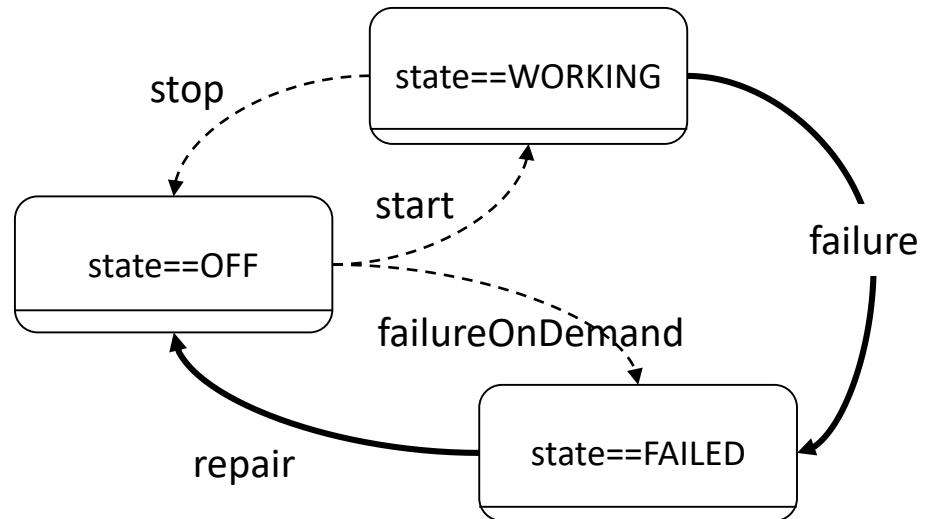 state==WORKING
stop
start
failure
state==OFF
failureOnDemand
state==FAILED
repair